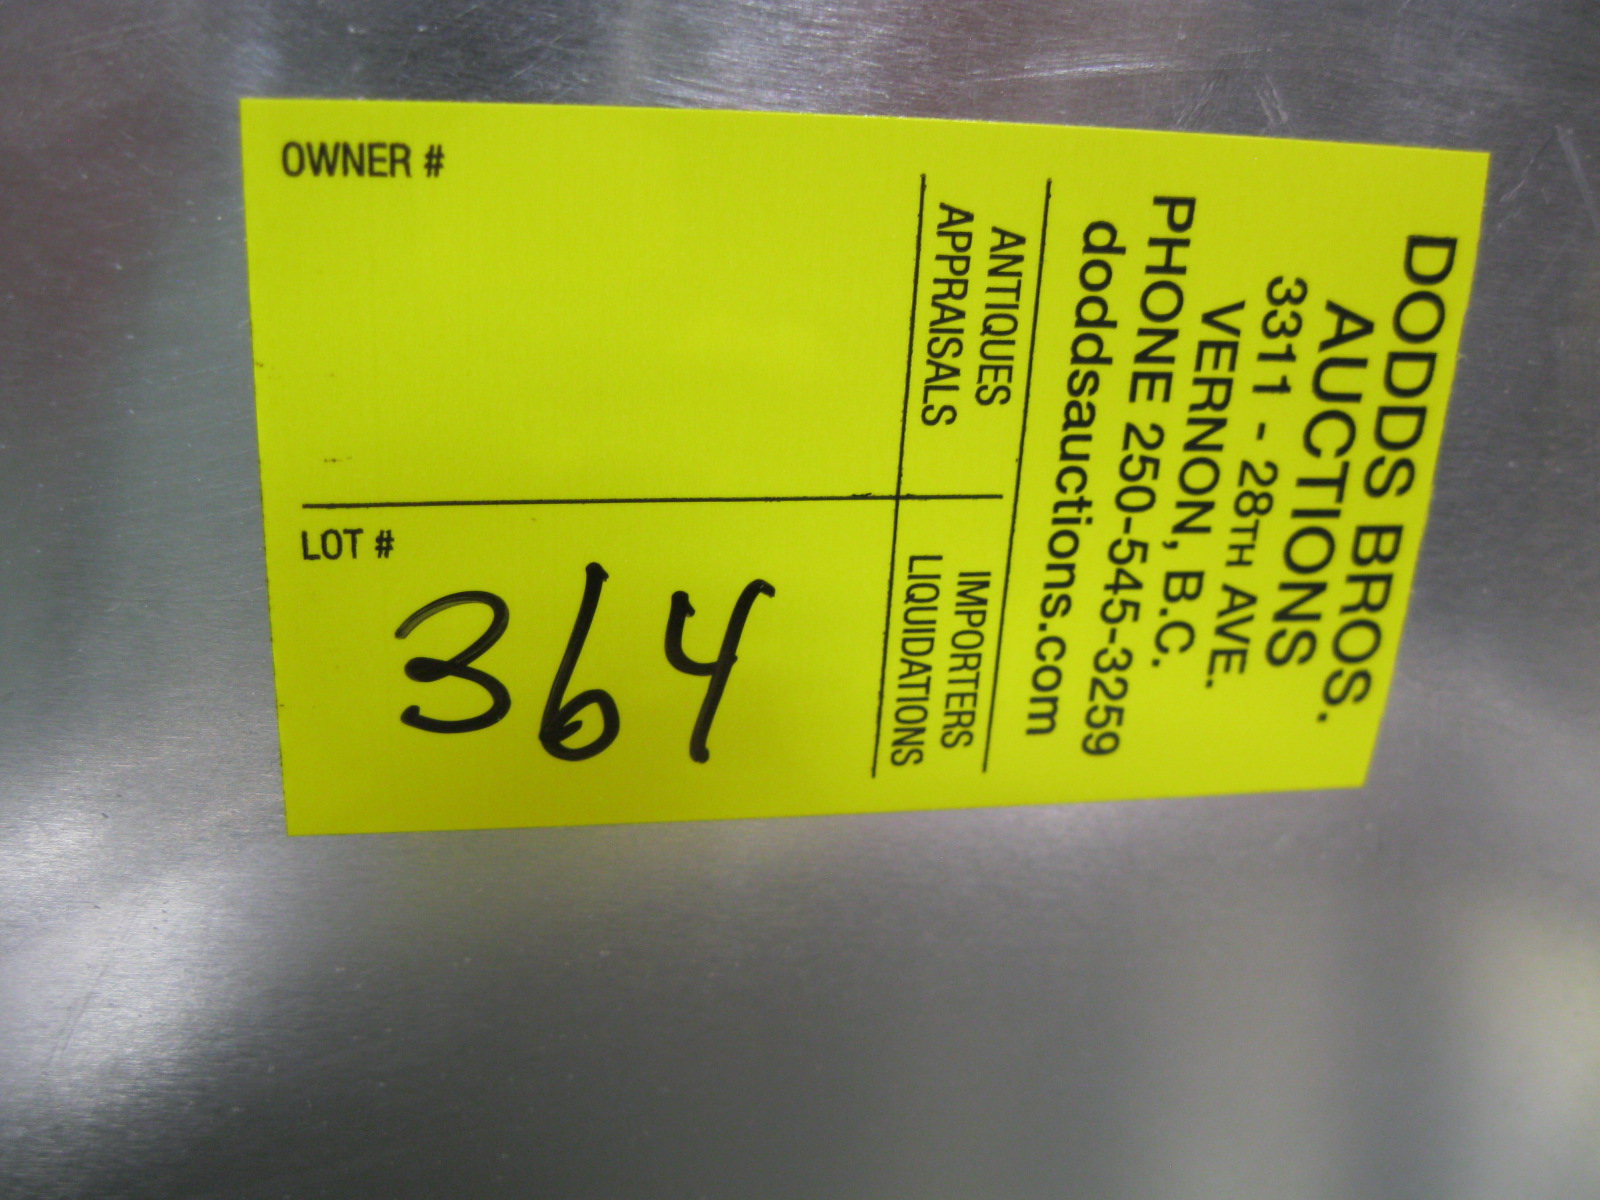 DODDS BROS.
AUCTIONS
3311 - 28TH AVE.
VERNON, B.C.
PHONE 250-545-3259
doddsauctions.com
ANTIQUES
APPRAISALS
IMPORTERS
LIQUIDATIONS
OWNER #
LOT #
364